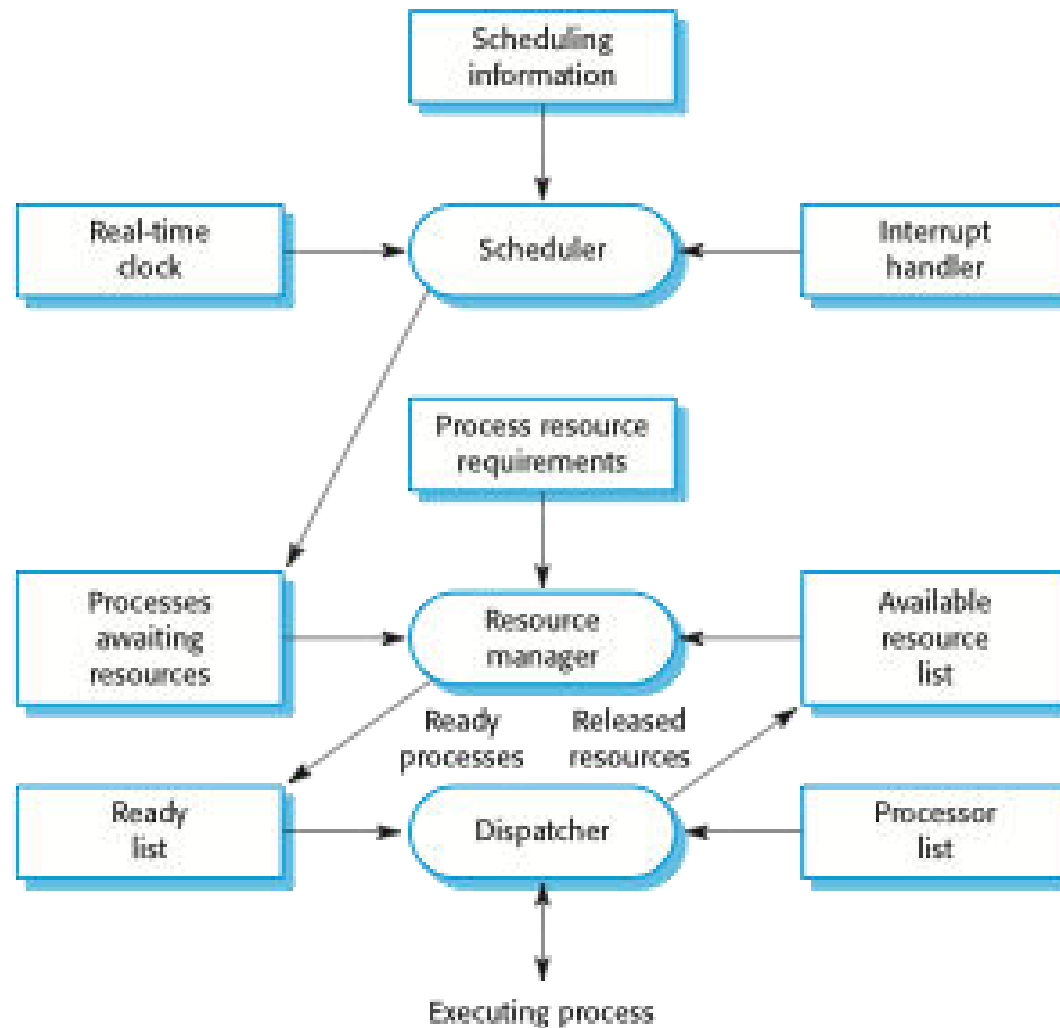 Scheduling
information
Real-time
clock
Scheduler
Interrupt
handler
Process resource
requirements
Processes
awaiting
resources
Resource
manager
Available
resource
list
Ready
processes
Released
resources
Ready
list
Dispatcher
Processor
list
Executing process